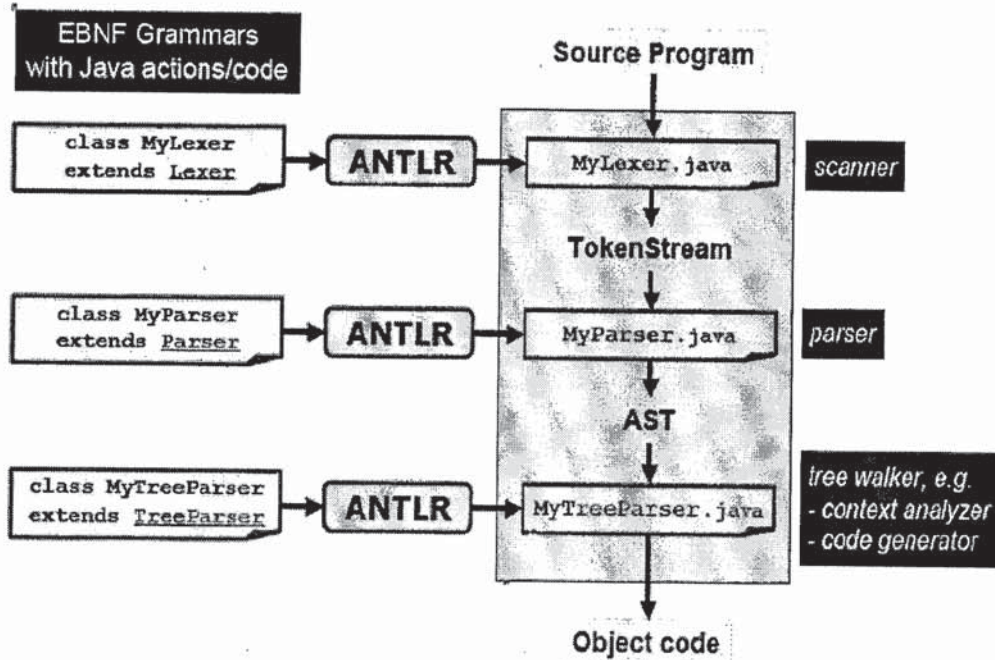 EBNF Grammars
with Java actions/code
Source Program
class MyLexer
extends Lexer
ANTLR
MyLexer.java
scanner
TokenStream
class MyParser
extends Parser
ANTLR
MyParser.java
parser
AST
class MyTreeParser
extends TreeParser
ANTLR
MyTreeParser.java
tree walker, e.g.
- context analyzer
- code generator
Object code